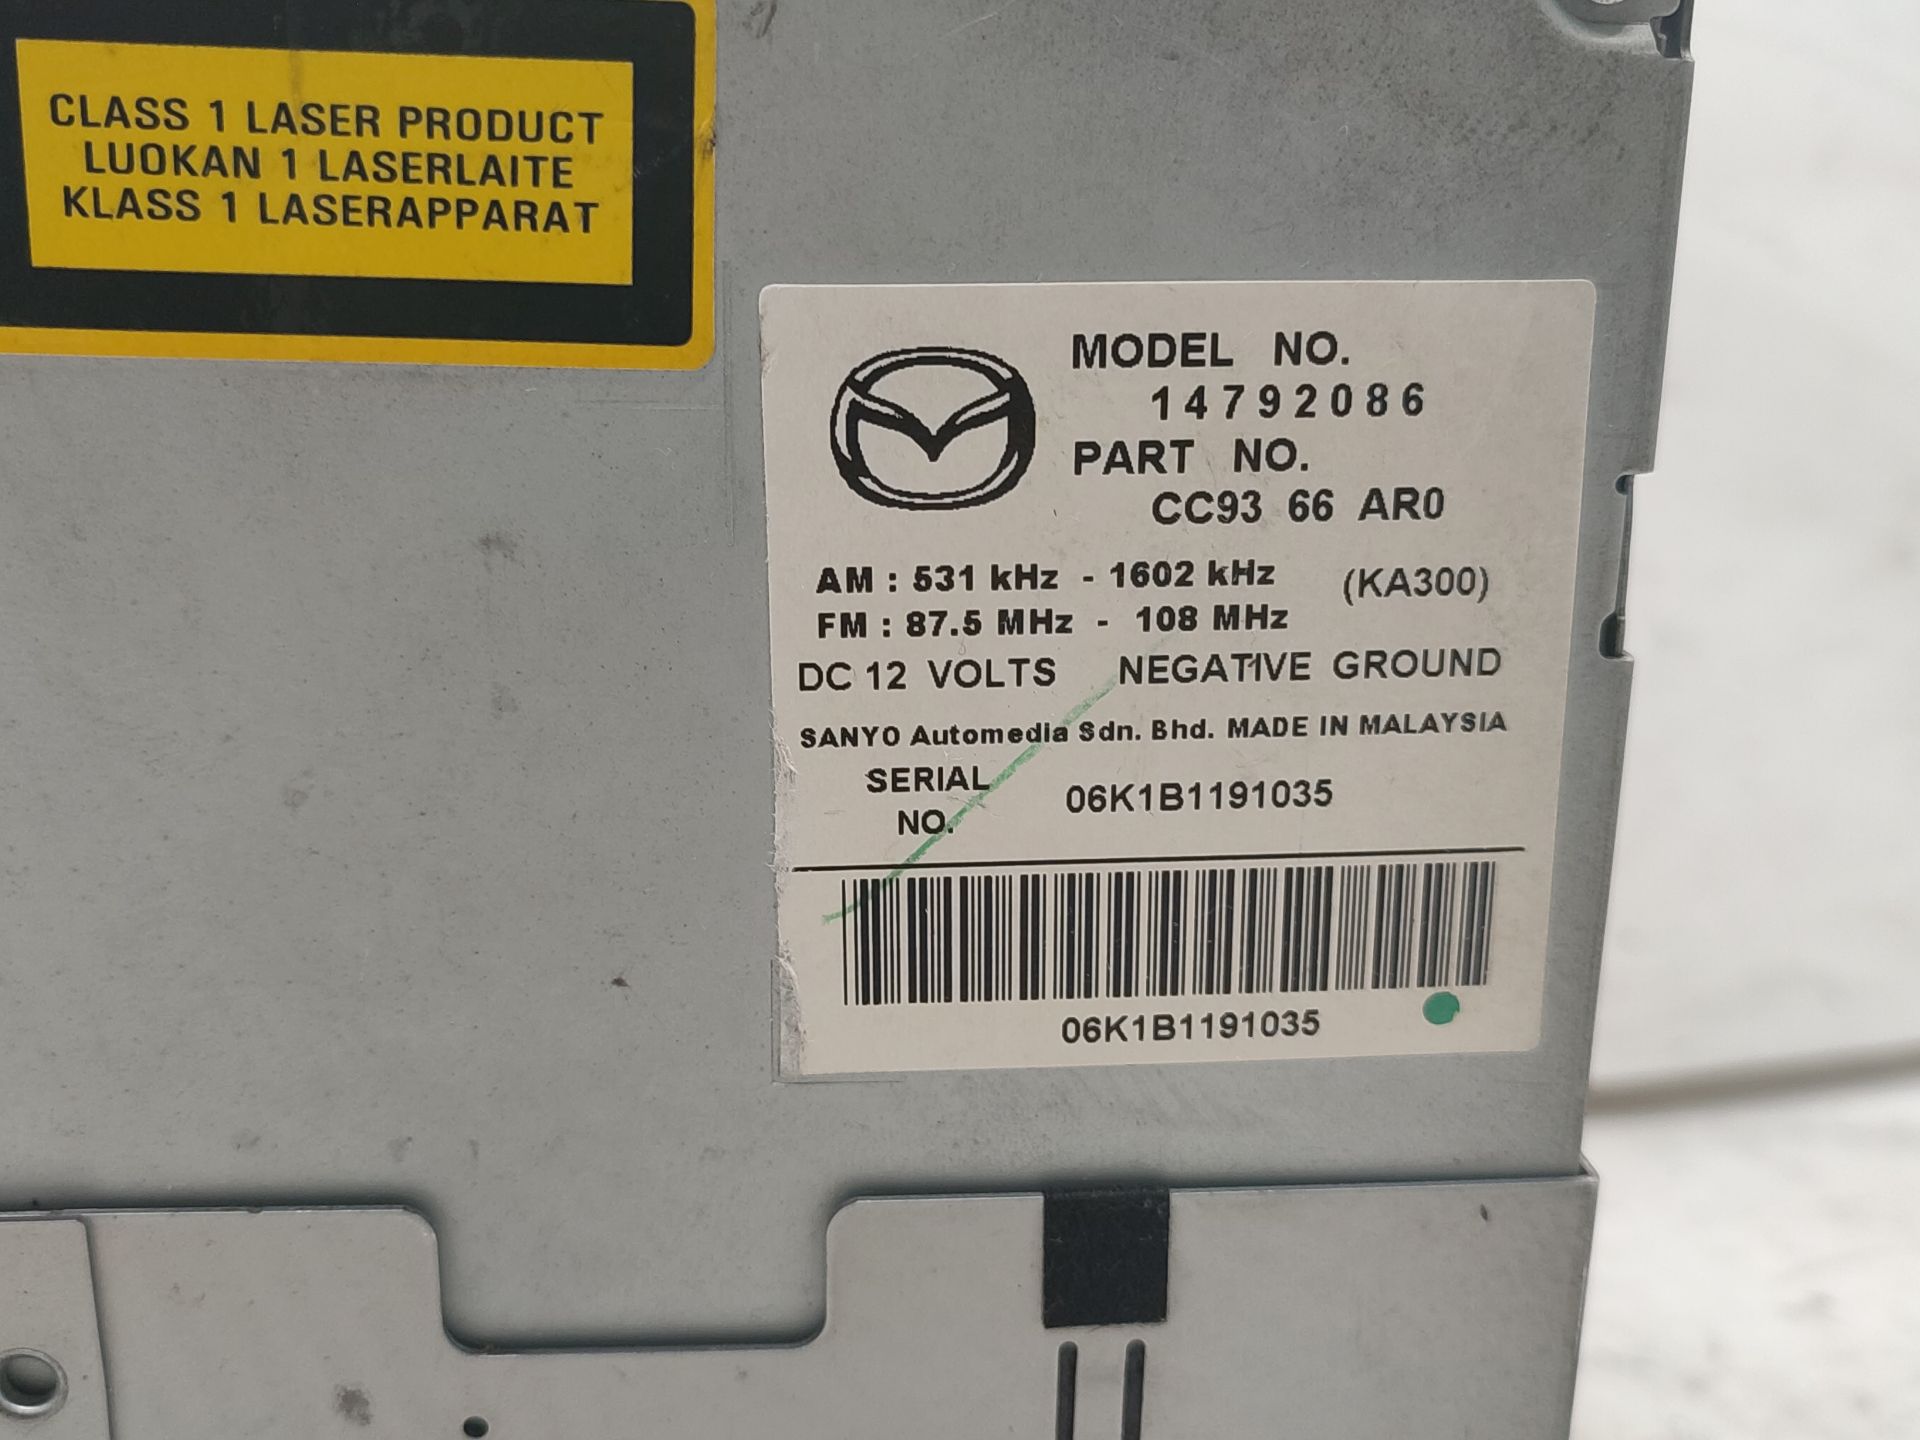 CLASS 1 LASER PRODUCT
LUOKAN 1 LASERLAITE
KLASS 1 LASERAPPARAT
MODEL NO.
14792086
PART NO.
CC93 66 AR0
AM : 531 kHz - 1602 kHz (KA300)
FM : 87.5 MHz - 108 MHz
DC 12 VOLTS NEGATIVE GROUND
SANYO Automedia Sdn. Bhd. MADE IN MALAYSIA
SERIAL
NO. 06K1B1191035
06K1B1191035